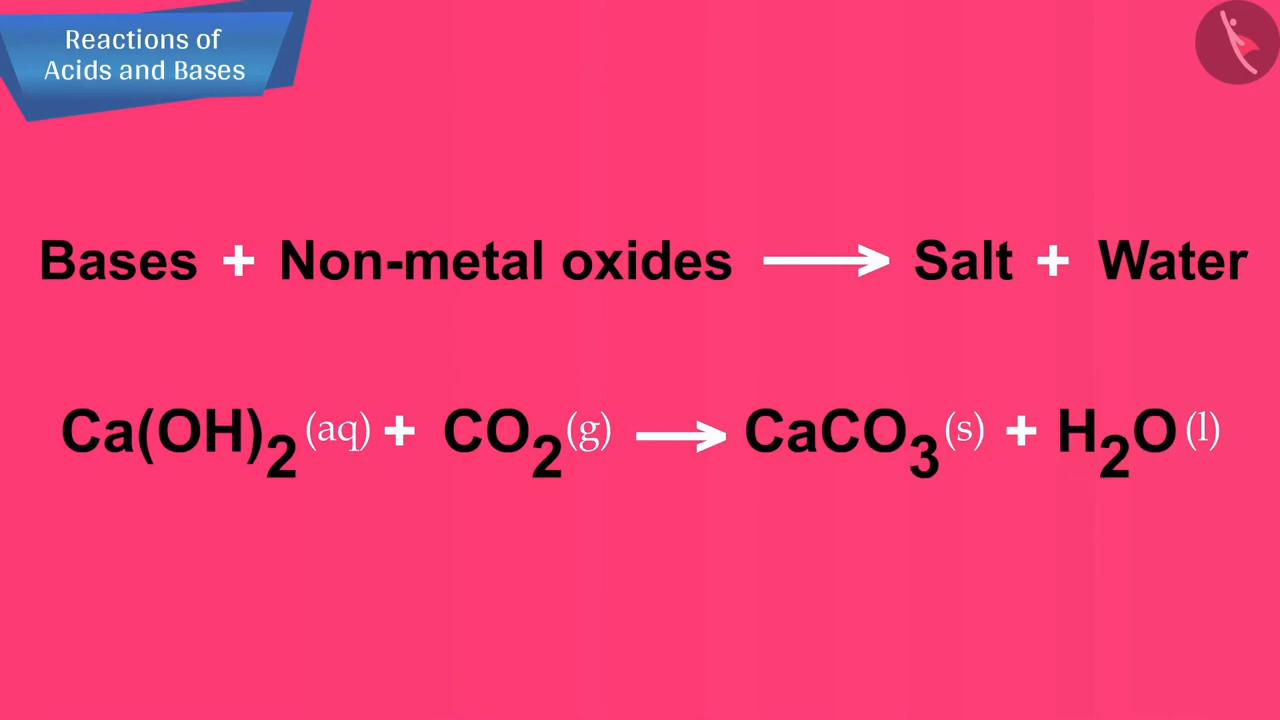 Reactions of
Acids and Bases
Bases + Non-metal oxides ⟶ Salt + Water
Ca(OH)₂ (aq) + CO₂ (g) ⟶ CaCO₃ (s) + H₂O (l)